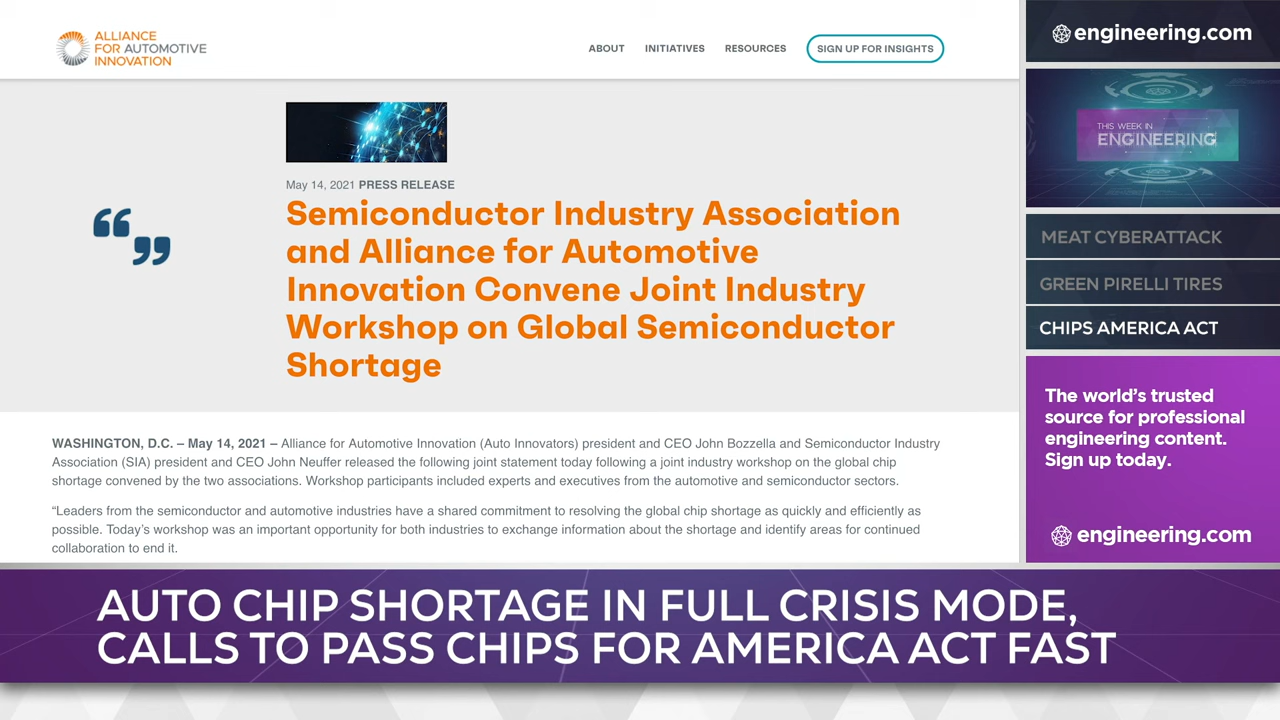 ALLIANCE
FOR AUTOMOTIVE
INNOVATION
ABOUT
INITIATIVES
RESOURCES
SIGN UP FOR INSIGHTS
May 14, 2021 PRESS RELEASE
Semiconductor Industry Association
and Alliance for Automotive
Innovation Convene Joint Industry
Workshop on Global Semiconductor
Shortage
WASHINGTON, D.C. – May 14, 2021 – Alliance for Automotive Innovation (Auto Innovators) president and CEO John Bozzella and Semiconductor Industry
Association (SIA) president and CEO John Neuffer released the following joint statement today following a joint industry workshop on the global chip
shortage convened by the two associations. Workshop participants included experts and executives from the automotive and semiconductor sectors.
“Leaders from the semiconductor and automotive industries have a shared commitment to resolving the global chip shortage as quickly and efficiently as
possible. Today’s workshop was an important opportunity for both industries to exchange information about the shortage and identify areas for continued
collaboration to end it.
engineering.com
THIS WEEK IN
ENGINEERING
MEAT CYBERATTACK
GREEN PIRELLI TIRES
CHIPS AMERICA ACT
The world’s trusted
source for professional
engineering content.
Sign up today.
engineering.com
AUTO CHIP SHORTAGE IN FULL CRISIS MODE,
CALLS TO PASS CHIPS FOR AMERICA ACT FAST